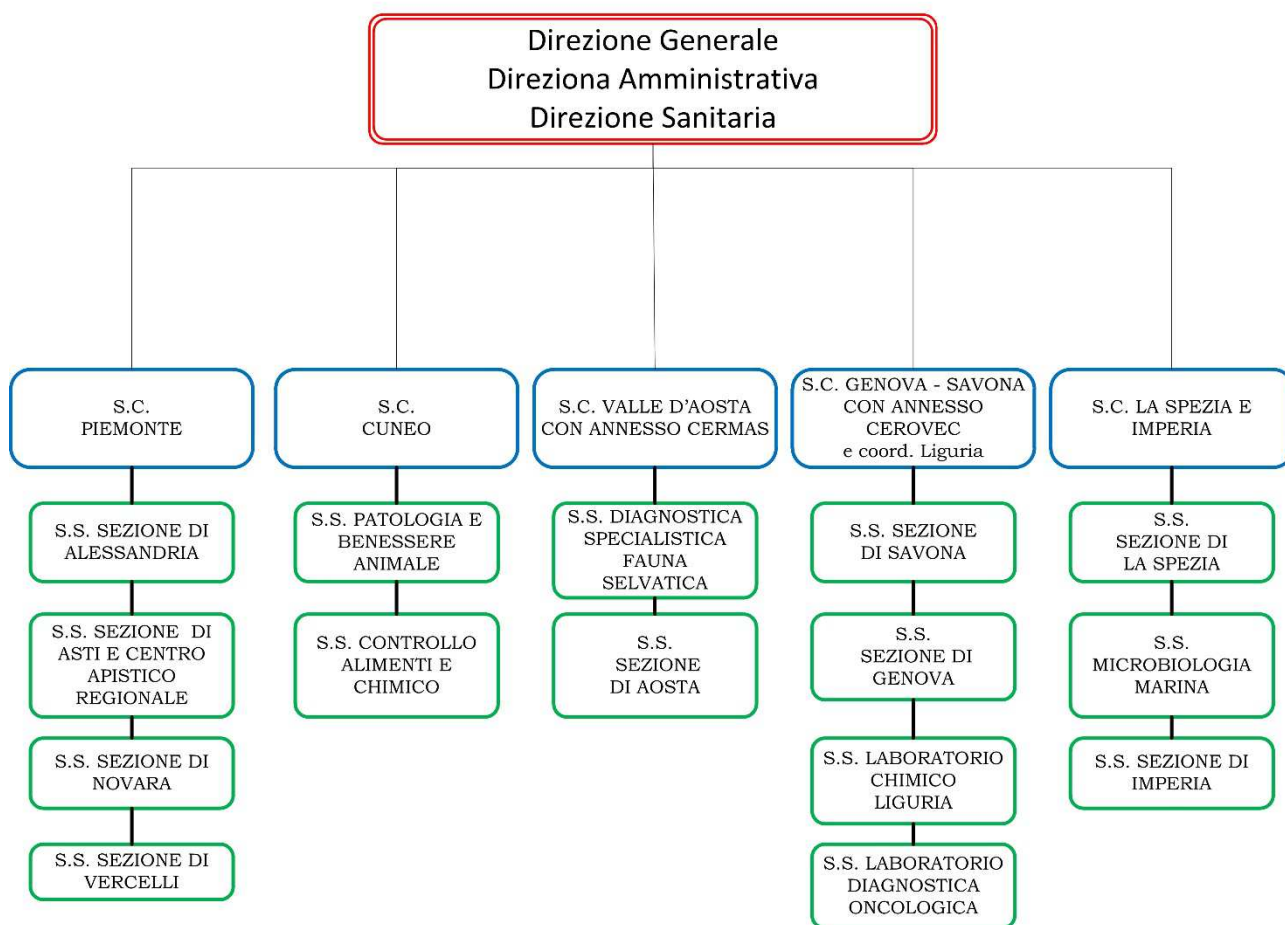 Direzione Generale
Direziona Amministrativa
Direzione Sanitaria
S.C.
PIEMONTE
S.C.
CUNEO
S.C. VALLE D'AOSTA
CON ANNESSO CERMAS
S.C. GENOVA - SAVONA
CON ANNESSO
CEROVEC
e coord. Liguria
S.C. LA SPEZIA E
IMPERIA
S.S. SEZIONE DI
ALESSANDRIA
S.S. PATOLOGIA E
BENESSERE
ANIMALE
S.S. DIAGNOSTICA
SPECIALISTICA
FAUNA
SELVATICA
S.S. SEZIONE
DI SAVONA
S.S.
SEZIONE DI
LA SPEZIA
S.S. SEZIONE DI
ASTI E CENTRO
APISTICO
REGIONALE
S.S. CONTROLLO
ALIMENTI E
CHIMICO
S.S.
SEZIONE
DI AOSTA
S.S.
SEZIONE DI
GENOVA
S.S.
MICROBIOLOGIA
MARINA
S.S. SEZIONE DI
NOVARA
S.S. LABORATORIO
CHIMICO
LIGURIA
S.S. SEZIONE DI
IMPERIA
S.S. SEZIONE DI
VERCELLI
S.S. LABORATORIO
DIAGNOSTICA
ONCOLOGICA